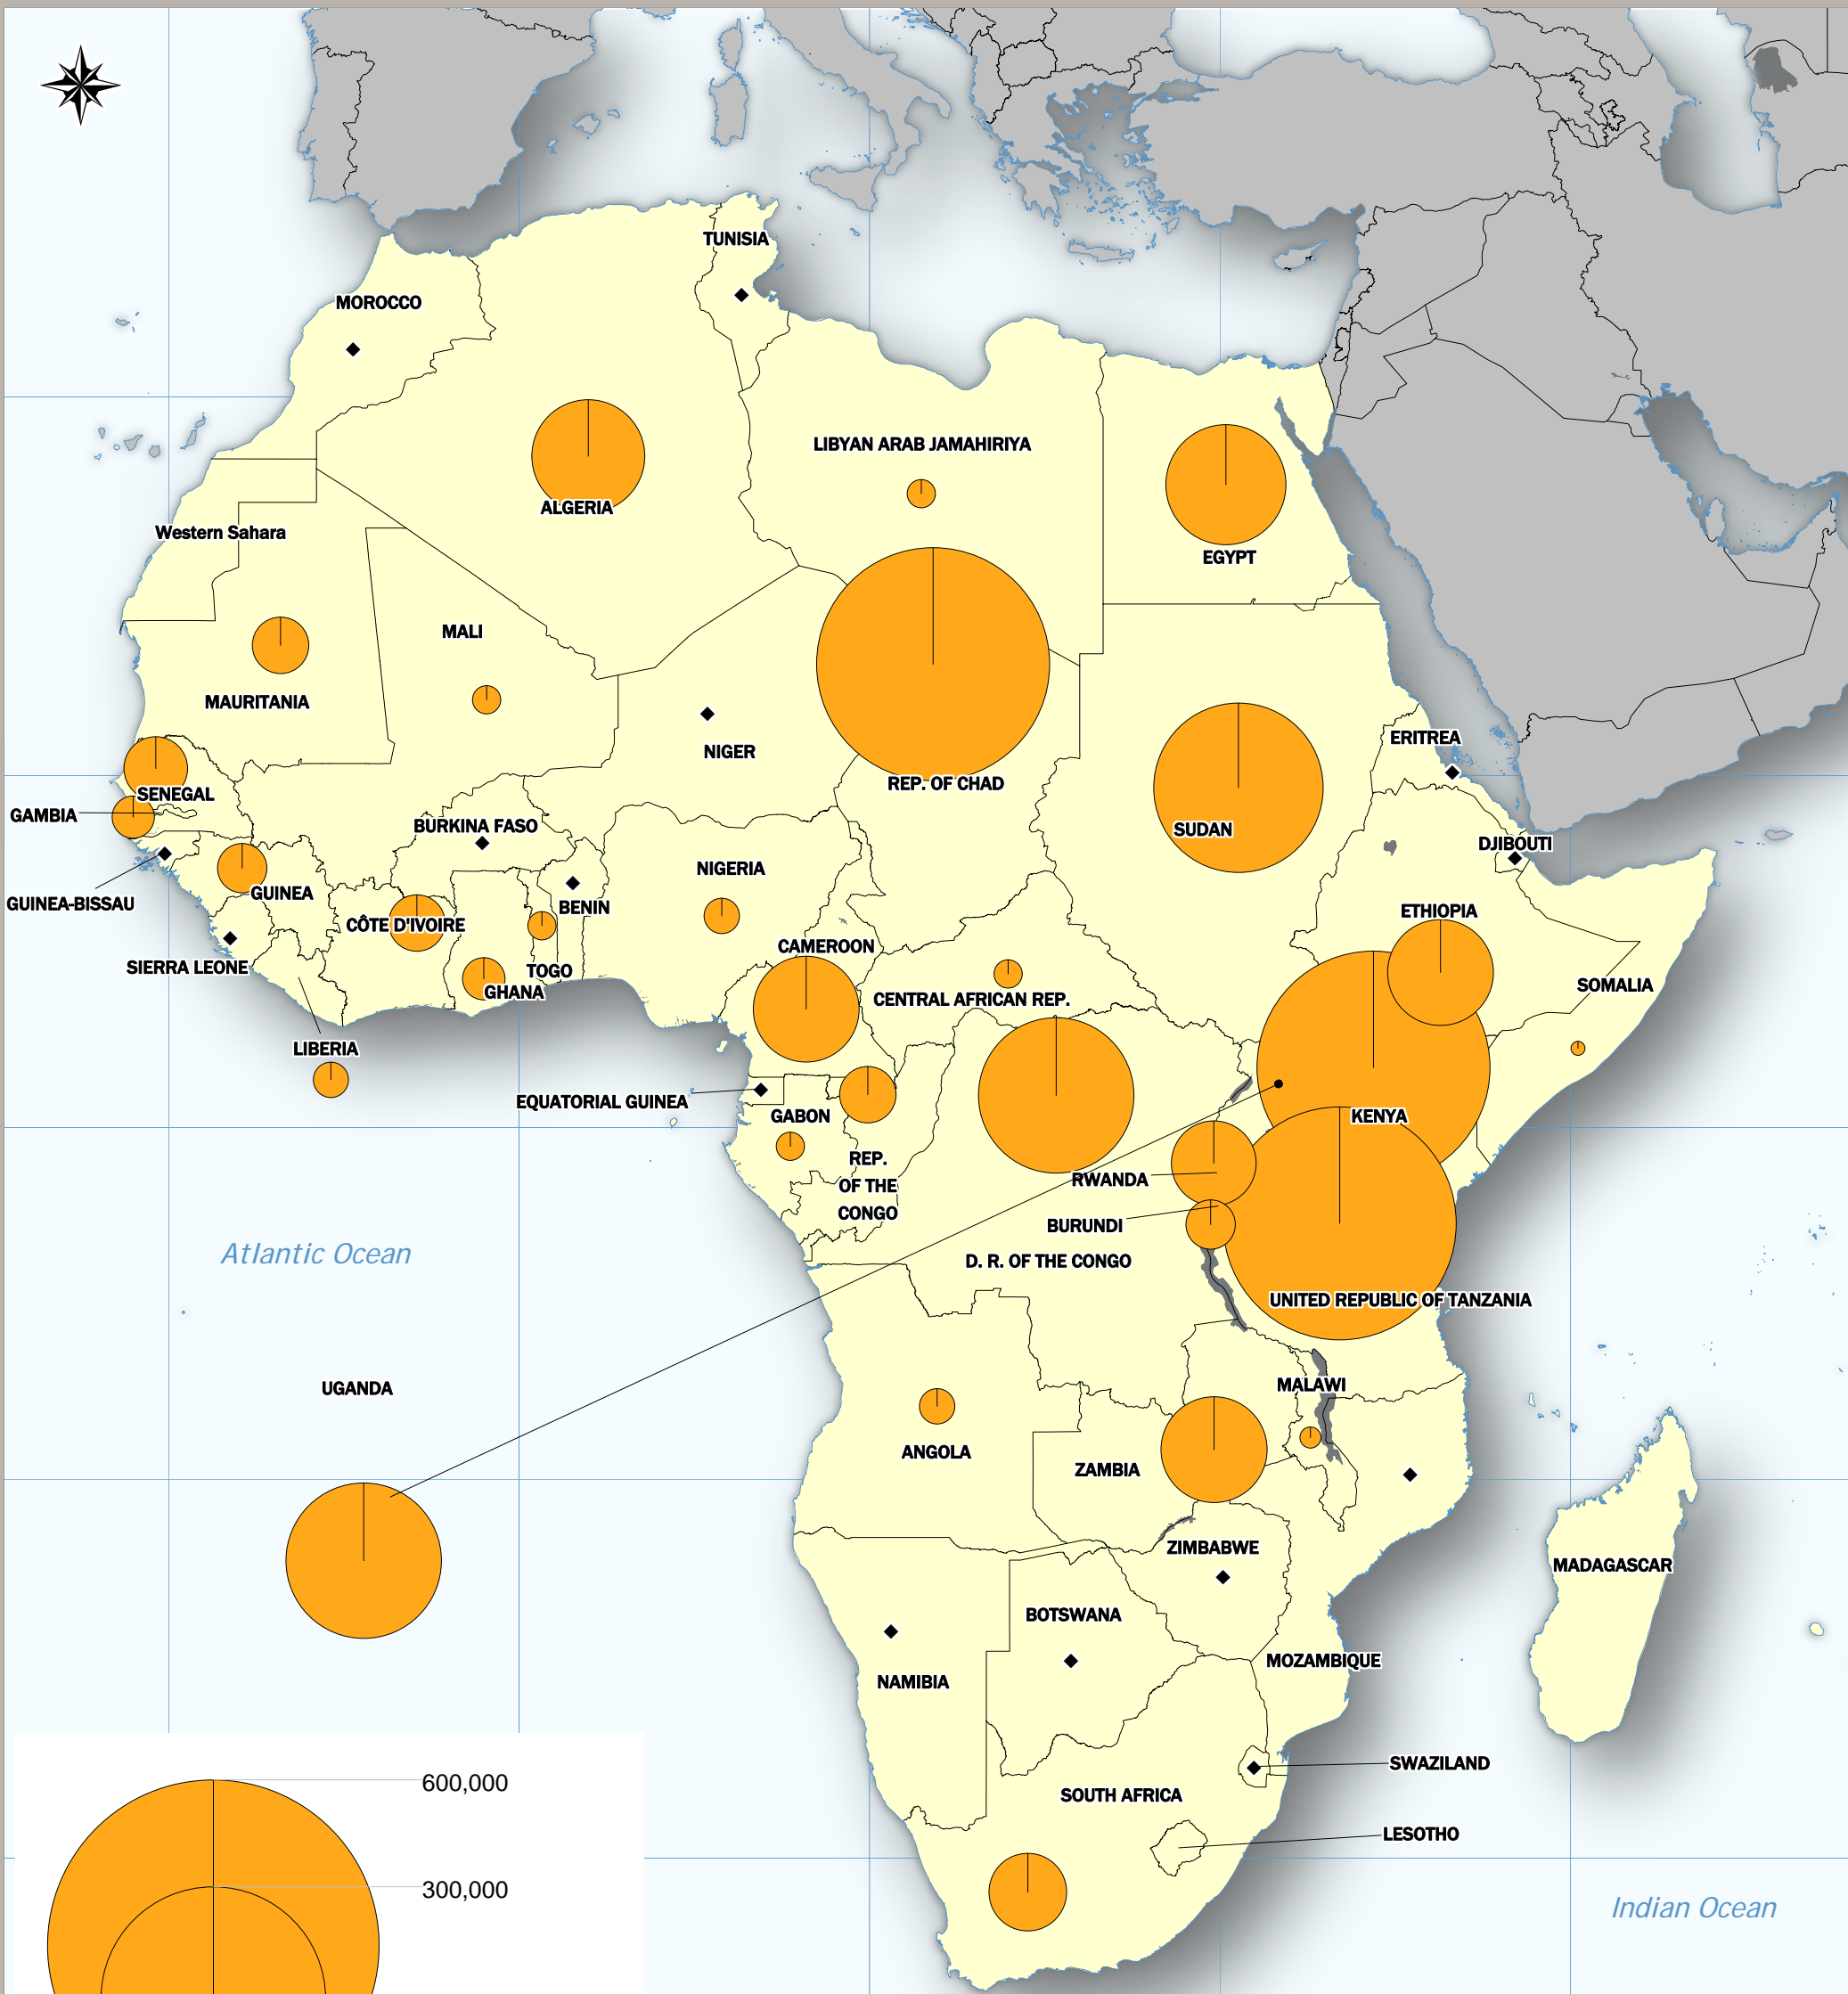 TUNISIA
MOROCCO
LIBYAN ARAB JAMAHIRIYA
ALGERIA
Western Sahara
EGYPT
MALI
MAURITANIA
ERITREA
NIGER
REP. OF CHAD
SENEGAL
GAMBIA
BURKINA FASO
SUDAN
DJIBOUTI
NIGERIA
GUINEA
GUINEA-BISSAU
BENIN
ETHIOPIA
CÔTE D'IVOIRE
CAMEROON
SIERRA LEONE
TOGO
SOMALIA
GHANA
CENTRAL AFRICAN REP.
LIBERIA
EQUATORIAL GUINEA
GABON
KENYA
REP.
OF THE
CONGO
RWANDA
BURUNDI
Atlantic Ocean
D. R. OF THE CONGO
UNITED REPUBLIC OF TANZANIA
UGANDA
MALAWI
ANGOLA
ZAMBIA
ZIMBABWE
MADAGASCAR
BOTSWANA
MOZAMBIQUE
NAMIBIA
SWAZILAND
SOUTH AFRICA
LESOTHO
600,000
300,000
Indian Ocean